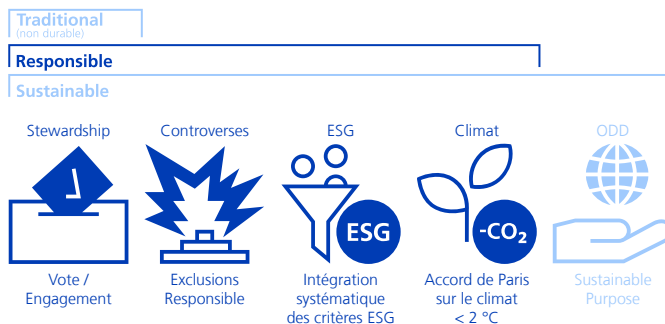 Traditional
(non durable)
Responsible
Sustainable
Stewardship
Controverses
ESG
Climat
ODD
ESG
-CO₂
Vote /
Engagement
Exclusions
Responsible
Intégration
systématique
des critères ESG
Accord de Paris
sur le climat
< 2 °C
Sustainable
Purpose